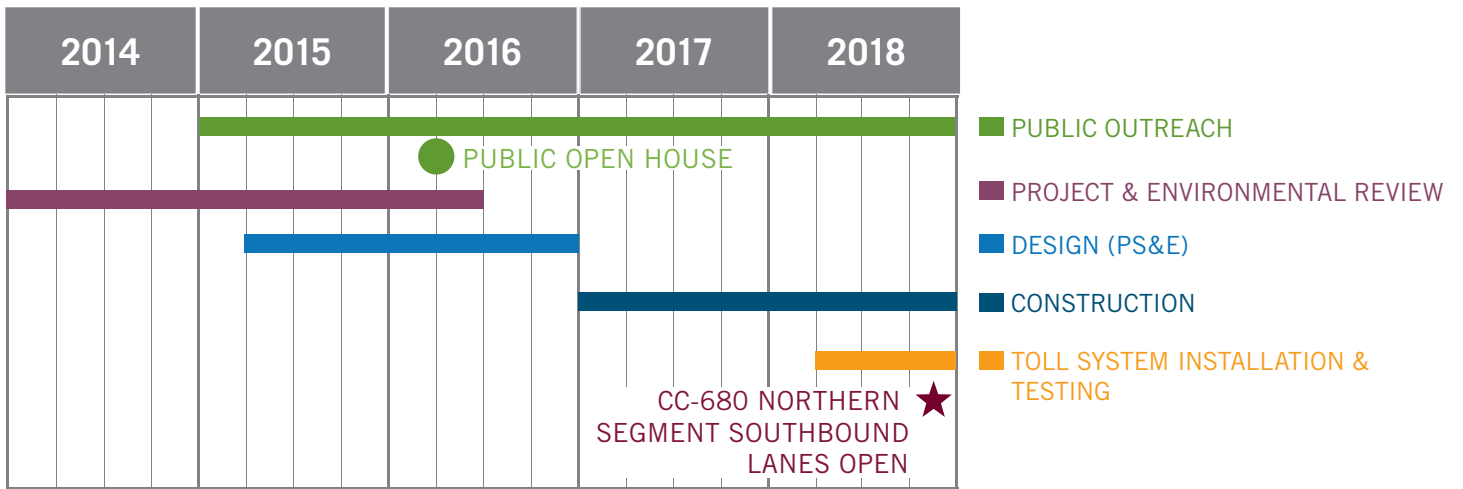 2014 2015 2016 2017 2018
PUBLIC OUTREACH
PUBLIC OPEN HOUSE
PROJECT & ENVIRONMENTAL REVIEW
DESIGN (PS&E)
CONSTRUCTION
TOLL SYSTEM INSTALLATION &
TESTING
CC-680 NORTHERN
SEGMENT SOUTHBOUND
LANES OPEN